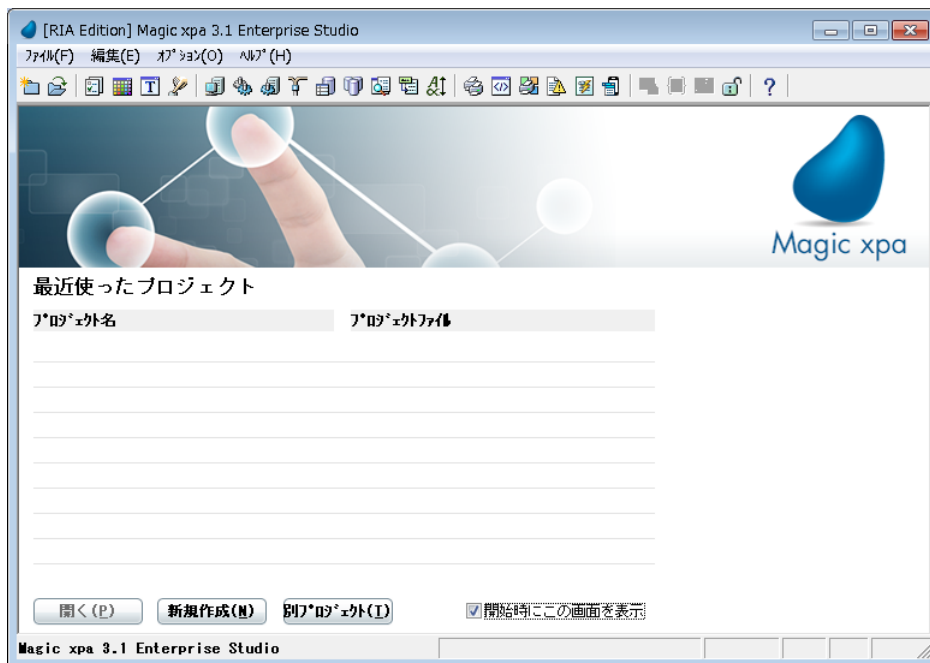 [RIA Edition] Magic xpa 3.1 Enterprise Studio
ﾌｧｲﾙ(F) 編集(E) ｵﾌﾟｼｮﾝ(O) ﾍﾙﾌﾟ(H)
Magic xpa
最近使ったプロジェクト
ﾌﾟﾛｼﾞｪｸﾄ名 ﾌﾟﾛｼﾞｪｸﾄﾌｧｲﾙ
開く(P) 新規作成(N) 別ﾌﾟﾛｼﾞｪｸﾄ(I) 開始時にこの画面を表示
Magic xpa 3.1 Enterprise Studio